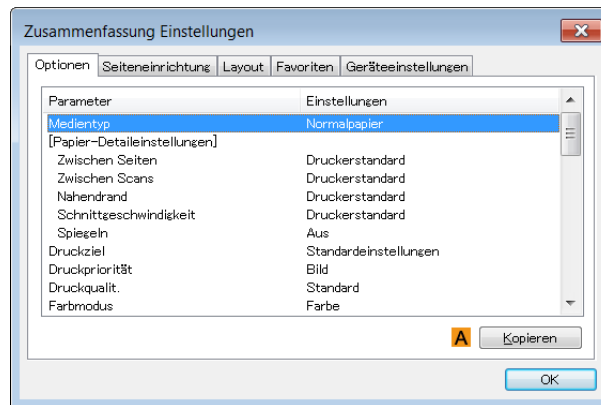 Zusammenfassung Einstellungen
Optionen Seiteneinrichtung Layout Favoriten Geräteeinstellungen
Parameter Einstellungen
Medientyp Normalpapier
[Papier-Detaileinstellungen]
Zwischen Seiten Druckerstandard
Zwischen Scans Druckerstandard
Nahendrand Druckerstandard
Schnittgeschwindigkeit Druckerstandard
Spiegeln Aus
Druckziel Standardeinstellungen
Druckpriorität Bild
Druckqualit. Standard
Farbmodus Farbe
A Kopieren
OK